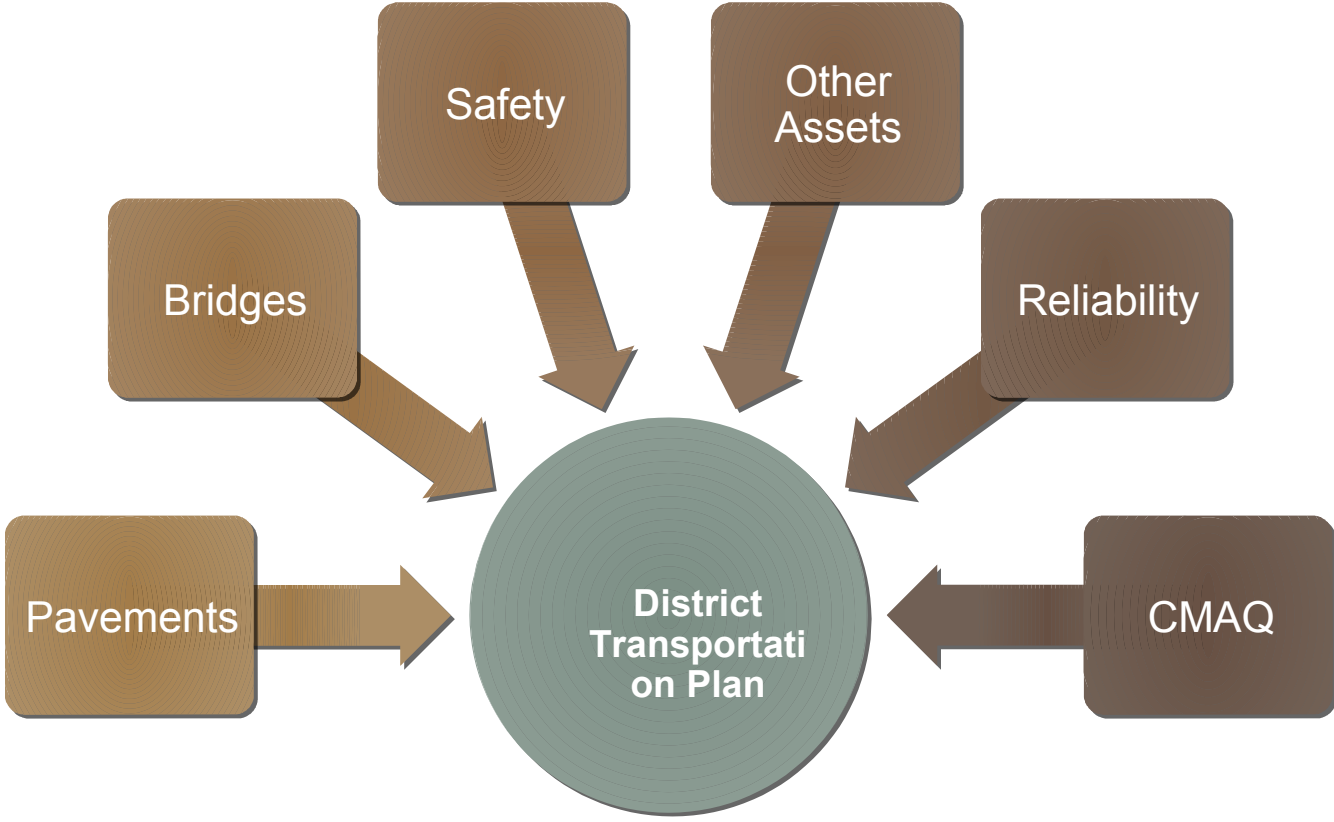 Safety
Other
Assets
Bridges
Reliability
Pavements
District
Transportati
on Plan
CMAQ